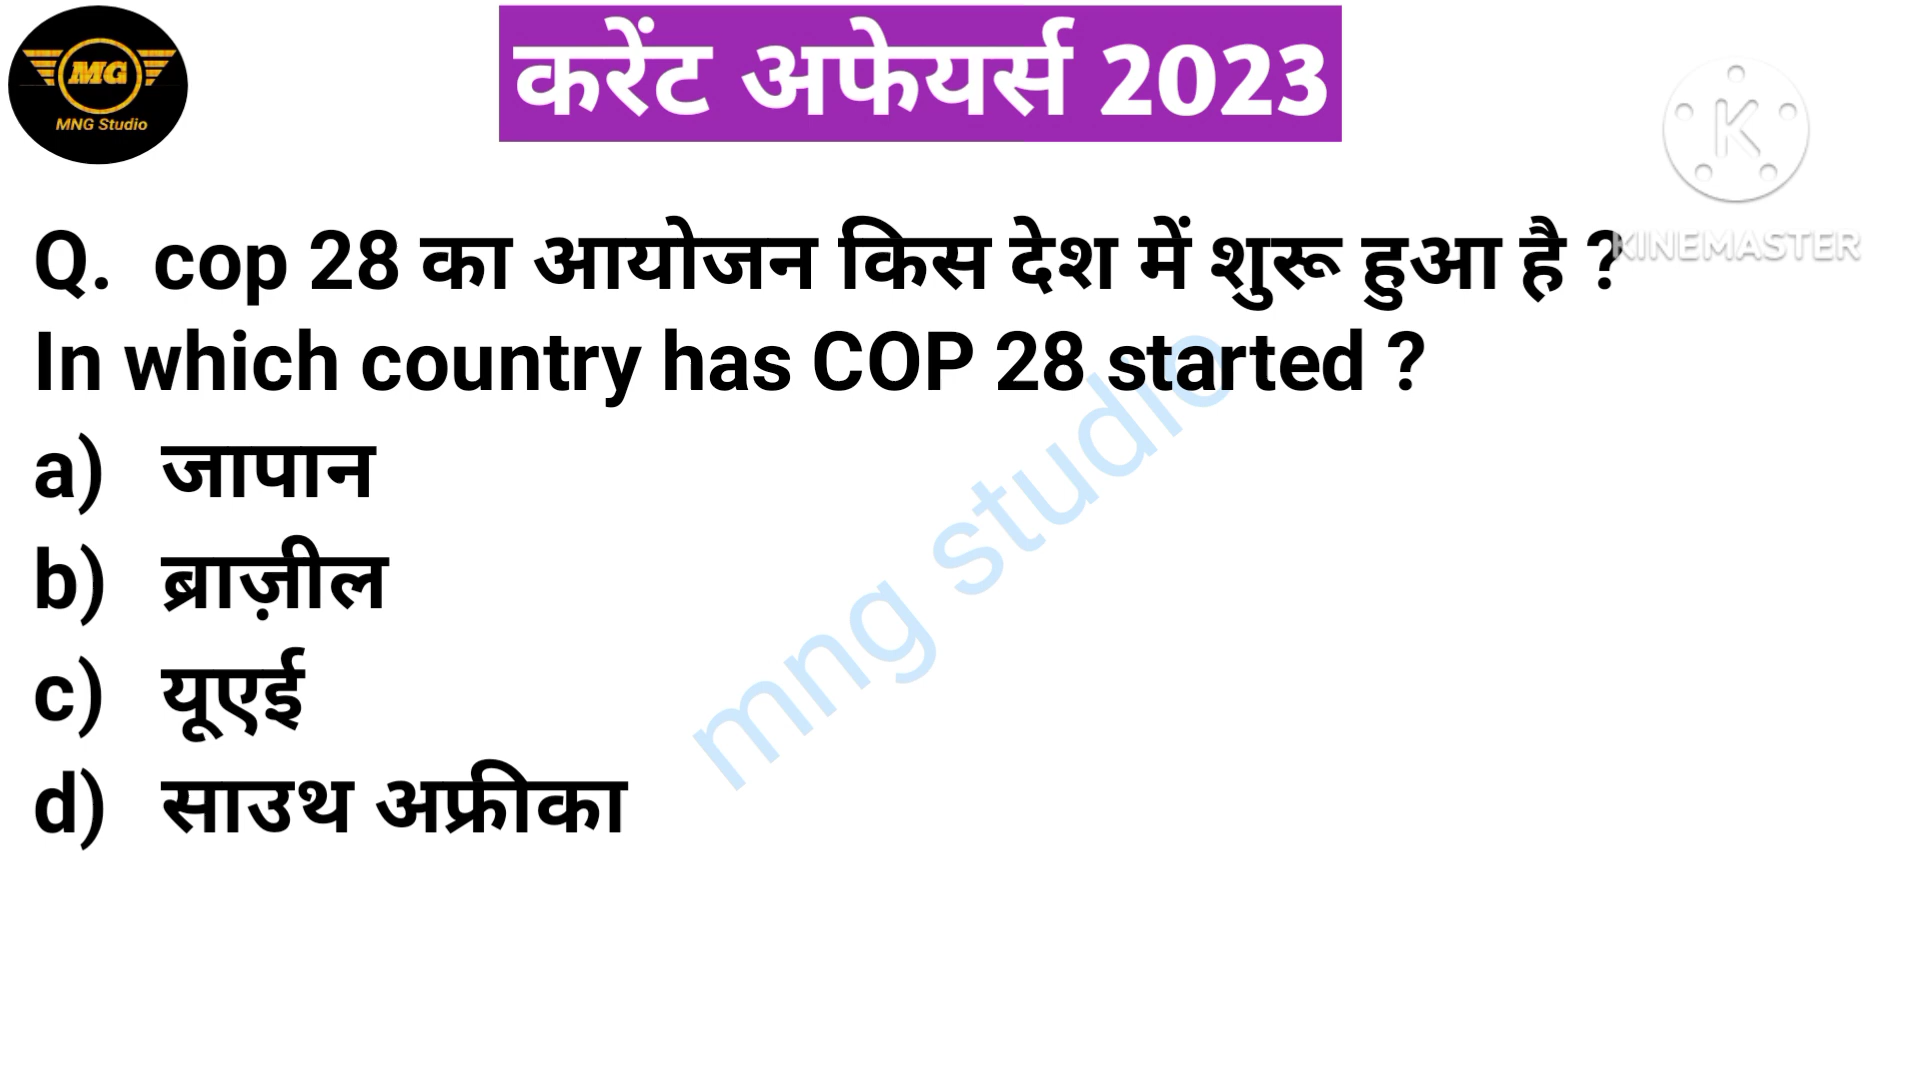 करेंट अफेयर्स 2023
MG
MNG Studio
KINEMASTER
Q. cop 28 का आयोजन किस देश में शुरू हुआ है ?
In which country has COP 28 started ?
a) जापान
b) ब्राज़ील
c) यूएई
d) साउथ अफ्रीका
mng studio